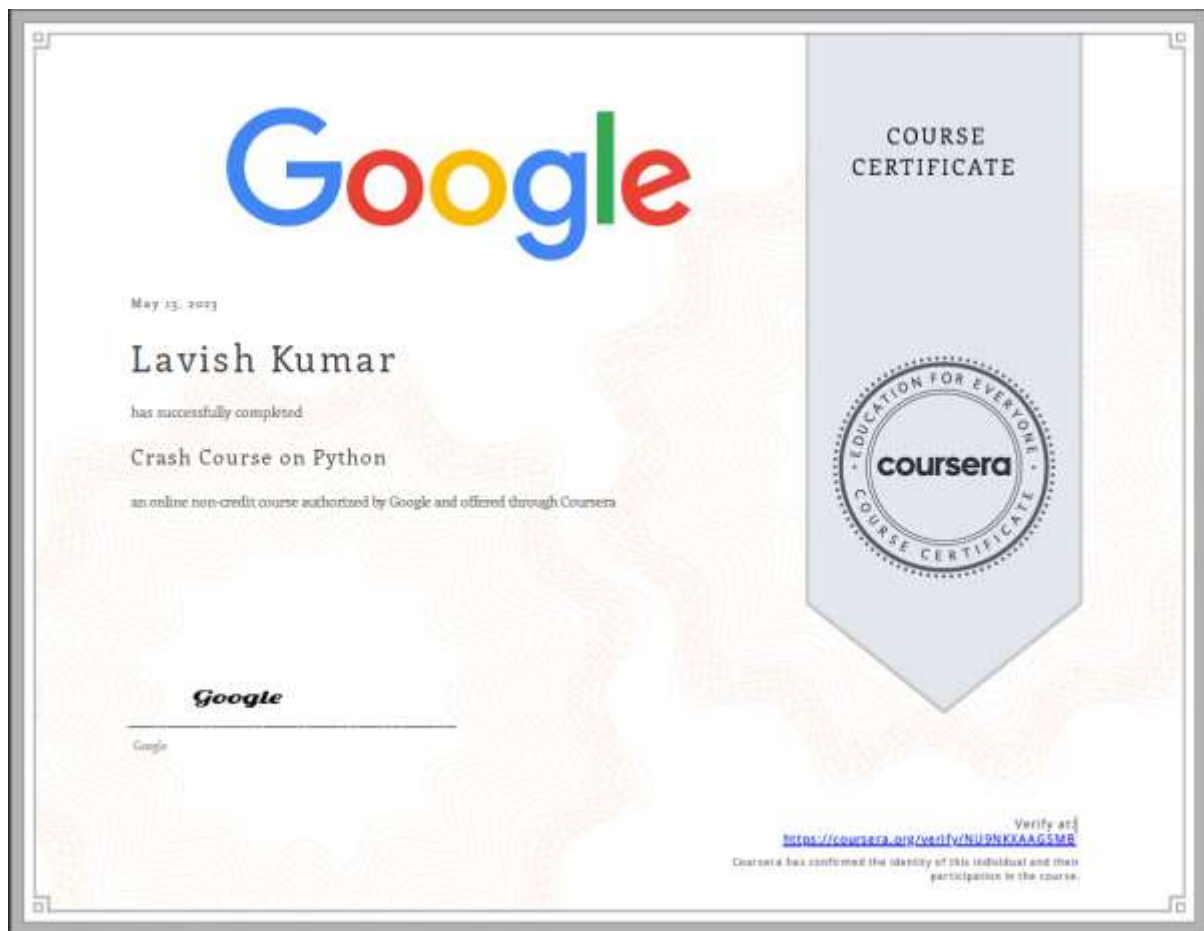 Google
COURSE
CERTIFICATE
May 13, 2023
Lavish Kumar
has successfully completed
Crash Course on Python
an online non-credit course authorized by Google and offered through Coursera
EDUCATION FOR EVERYONE
coursera
COURSE CERTIFICATE
Google
Google
Verify at:
https://coursera.org/verify/NU9NKXAAGSMB
Coursera has confirmed the identity of this individual and their
participation in the course.